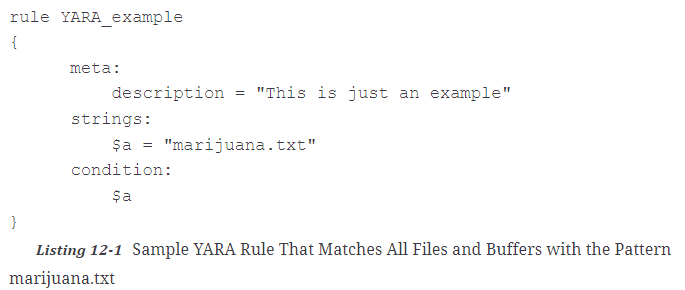 rule YARA_example
{
meta:
description = "This is just an example"
strings:
$a = "marijuana.txt"
condition:
$a
}
Listing 12-1 Sample YARA Rule That Matches All Files and Buffers with the Pattern
marijuana.txt